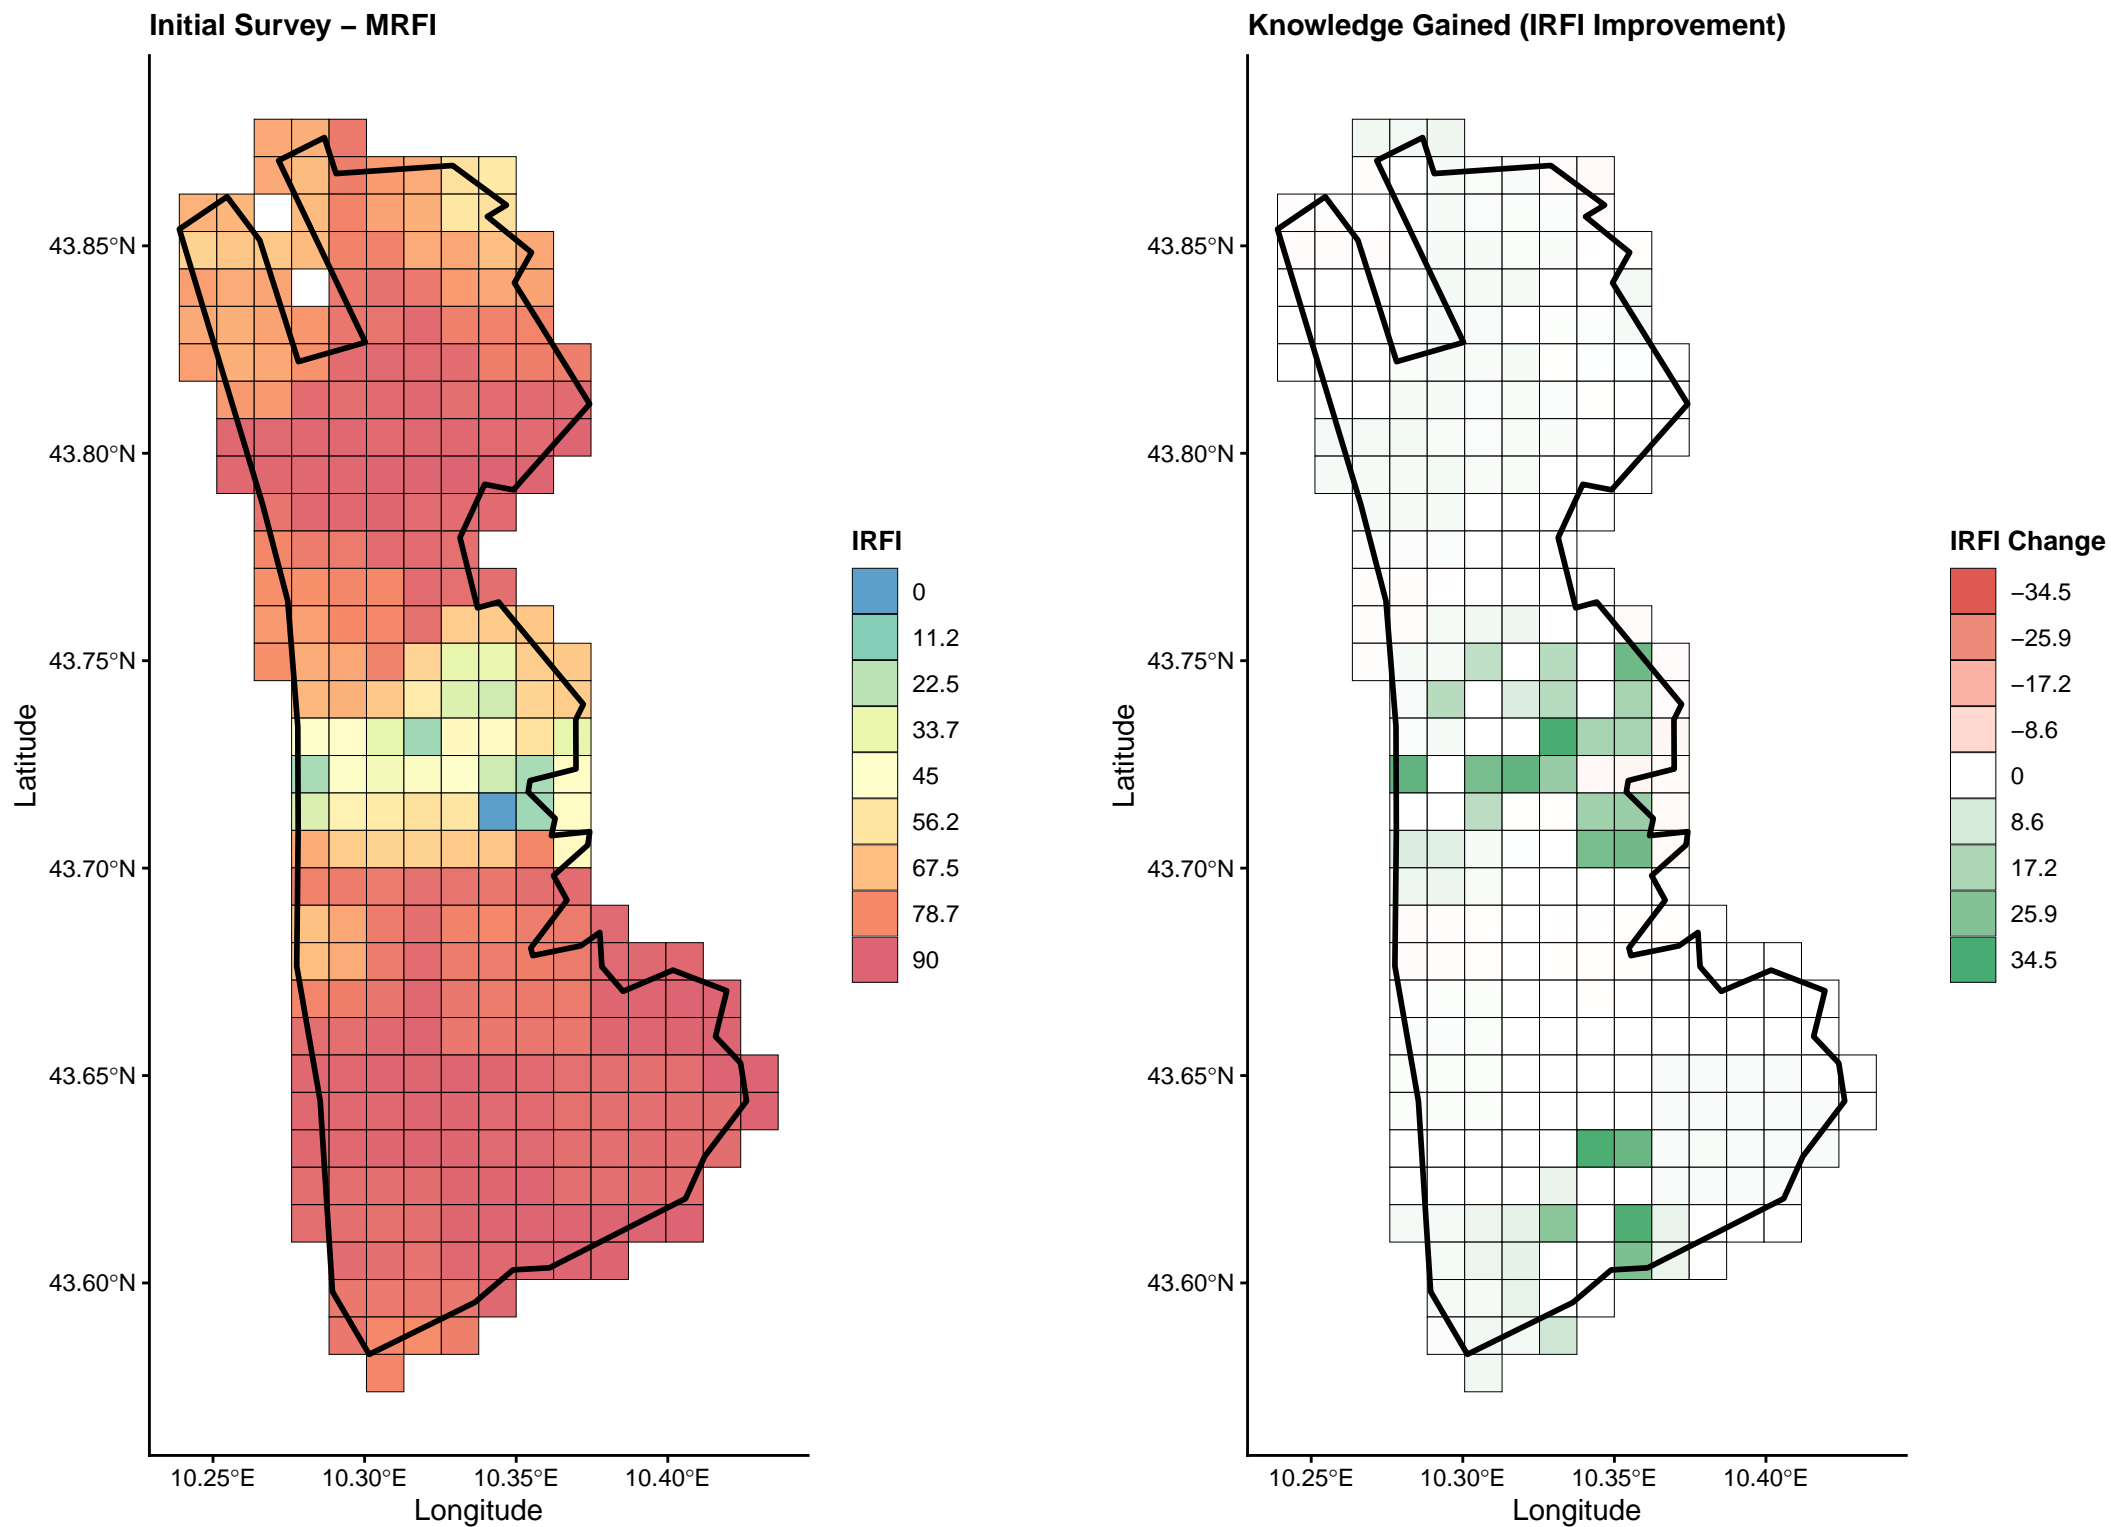 Initial Survey – MRFI
43.85°N
43.80°N
43.75°N
43.70°N
43.65°N
43.60°N
Latitude
10.25°E
10.30°E
10.35°E
10.40°E
Longitude
IRFI
0
11.2
22.5
33.7
45
56.2
67.5
78.7
90
Knowledge Gained (IRFI Improvement)
43.85°N
43.80°N
43.75°N
43.70°N
43.65°N
43.60°N
Latitude
10.25°E
10.30°E
10.35°E
10.40°E
Longitude
IRFI Change
−34.5
−25.9
−17.2
−8.6
0
8.6
17.2
25.9
34.5